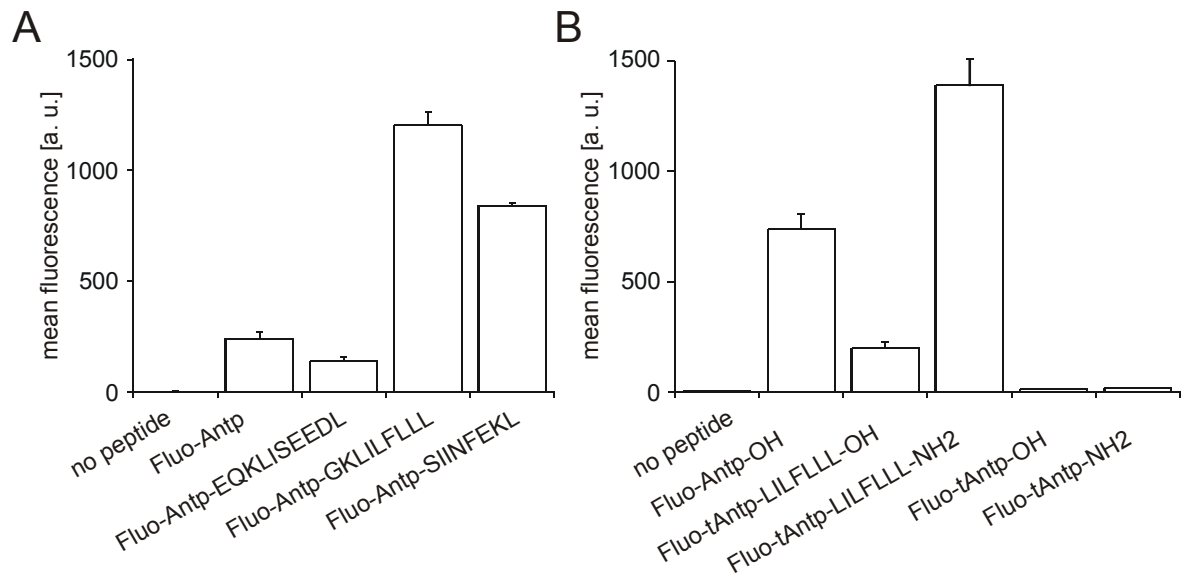 A
mean fluorescence [a. u.]
1500
1000
500
0
no peptide
Fluo-Antp
Fluo-Antp-EQKLISEEDL
Fluo-Antp-GKLILFLLL
Fluo-Antp-SIINFEKL
B
mean fluorescence [a. u.]
1500
1000
500
0
no peptide
Fluo-Antp-OH
Fluo-tAntp-LILFLLL-OH
Fluo-tAntp-LILFLLL-NH2
Fluo-tAntp-OH
Fluo-tAntp-NH2